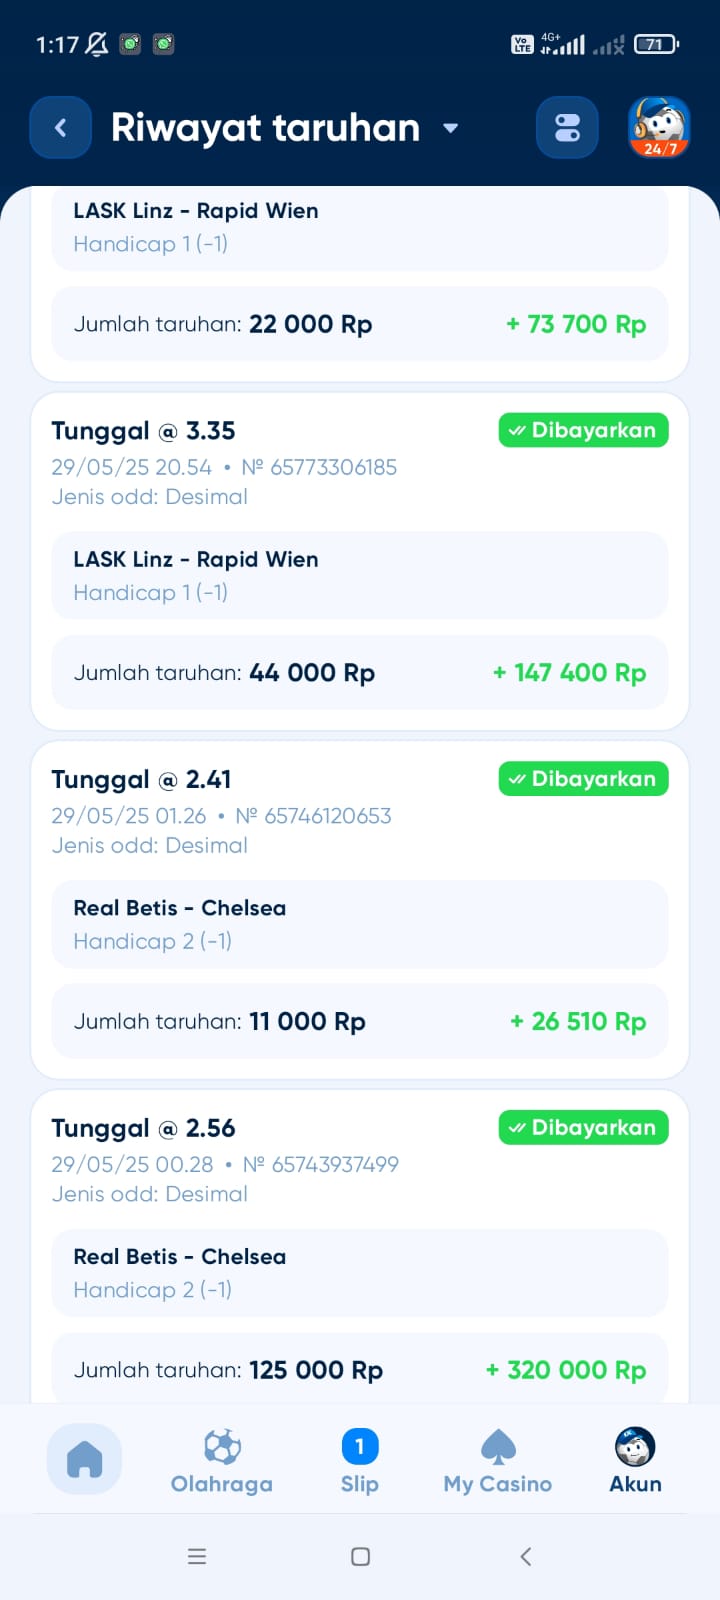 1:17
Vo LTE 4G+ 71
Riwayat taruhan
24/7
LASK Linz - Rapid Wien
Handicap 1 (-1)
Jumlah taruhan: 22 000 Rp + 73 700 Rp
Tunggal @ 3.35 Dibayarkan
29/05/25 20.54 • № 65773306185
Jenis odd: Desimal
LASK Linz - Rapid Wien
Handicap 1 (-1)
Jumlah taruhan: 44 000 Rp + 147 400 Rp
Tunggal @ 2.41 Dibayarkan
29/05/25 01.26 • № 65746120653
Jenis odd: Desimal
Real Betis - Chelsea
Handicap 2 (-1)
Jumlah taruhan: 11 000 Rp + 26 510 Rp
Tunggal @ 2.56 Dibayarkan
29/05/25 00.28 • № 65743937499
Jenis odd: Desimal
Real Betis - Chelsea
Handicap 2 (-1)
Jumlah taruhan: 125 000 Rp + 320 000 Rp
1
Olahraga Slip My Casino Akun